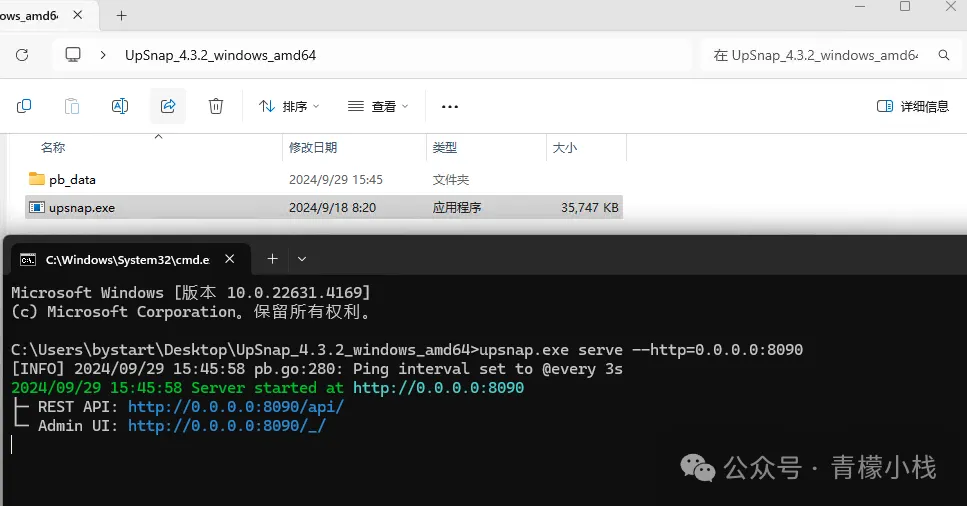 ows_amd64
UpSnap_4.3.2_windows_amd64
在 UpSnap_4.3.2_windows_amd64
排序
查看
详细信息
名称 修改日期 类型 大小
pb_data 2024/9/29 15:45 文件夹
upsnap.exe 2024/9/18 8:20 应用程序 35,747 KB
C:\Windows\System32\cmd.e
Microsoft Windows [版本 10.0.22631.4169]
(c) Microsoft Corporation。保留所有权利。
C:\Users\bystart\Desktop\UpSnap_4.3.2_windows_amd64>upsnap.exe serve --http=0.0.0.0:8090
[INFO] 2024/09/29 15:45:58 pb.go:280: Ping interval set to @every 3s
2024/09/29 15:45:58 Server started at http://0.0.0.0:8090
├─ REST API: http://0.0.0.0:8090/api/
└─ Admin UI: http://0.0.0.0:8090/_/
公众号 · 青檬小栈